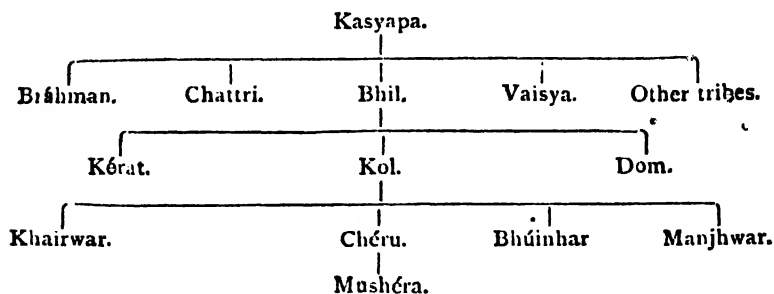 Kasyapa.
Bráhman. Chattri. Bhil. Vaisya. Other tribes.
Kérat. Kol. Dom.
Khairwar. Chéru. Bhúinhar Manjhwar.
Mushéra.